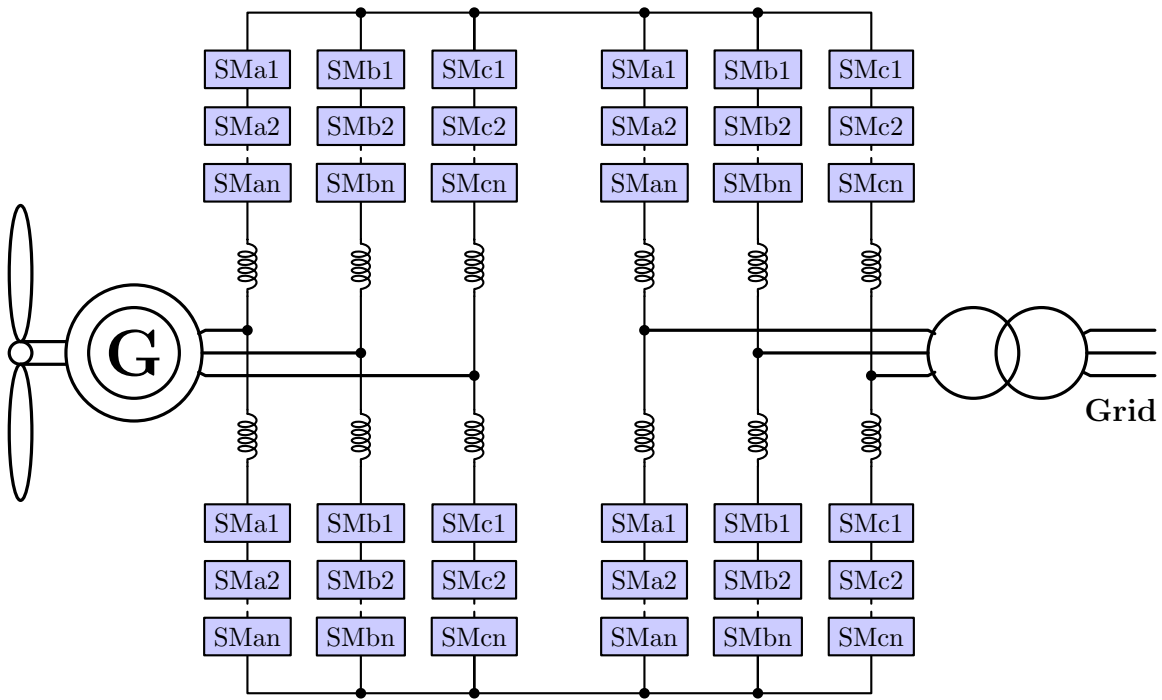 SMa1 SMb1 SMc1 SMa1 SMb1 SMc1
SMa2 SMb2 SMc2 SMa2 SMb2 SMc2
SMan SMbn SMcn SMan SMbn SMcn
G
Grid
SMa1 SMb1 SMc1 SMa1 SMb1 SMc1
SMa2 SMb2 SMc2 SMa2 SMb2 SMc2
SMan SMbn SMcn SMan SMbn SMcn